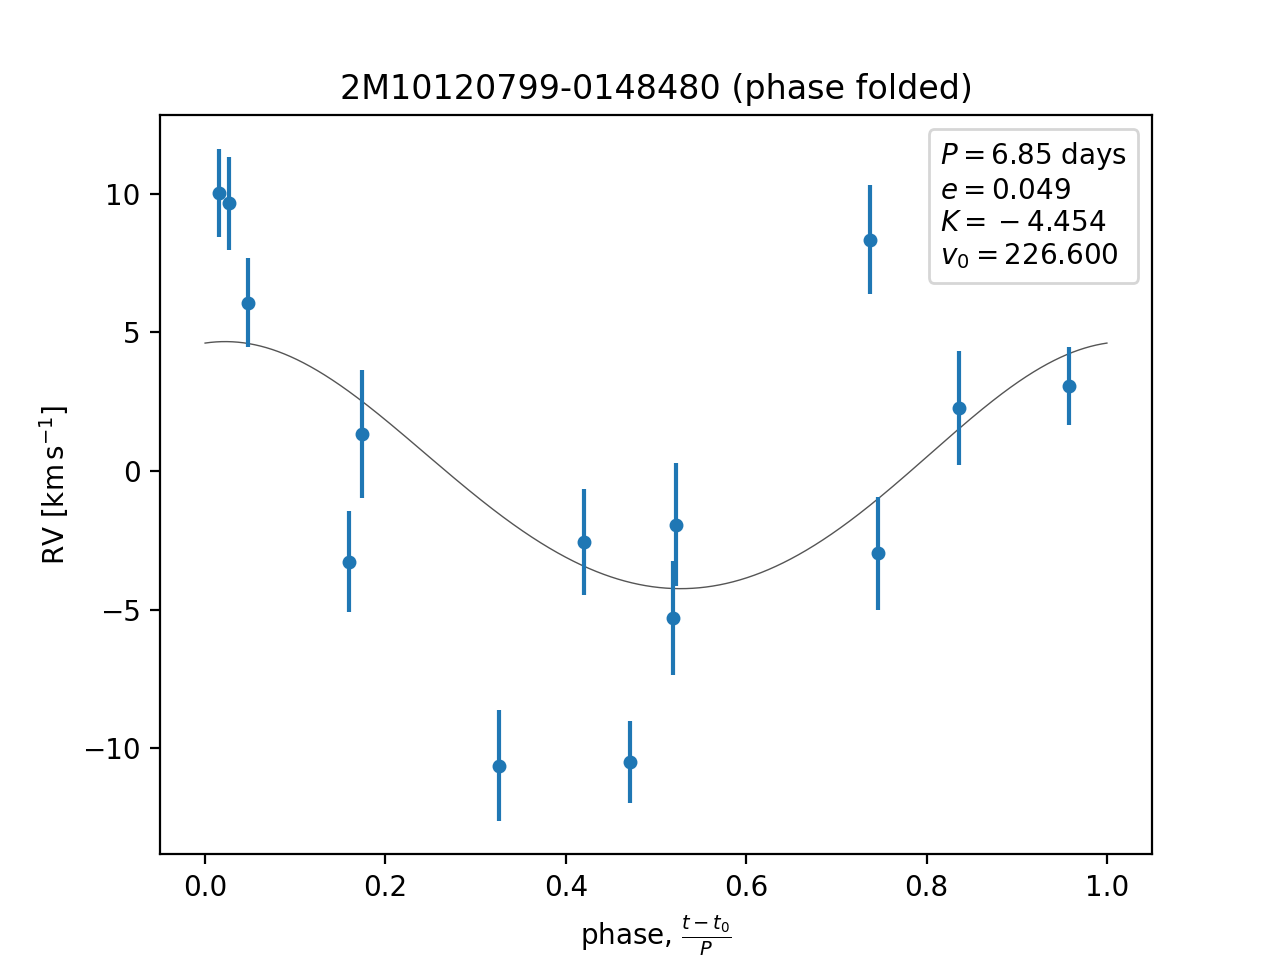 2M10120799-0148480 (phase folded)
P = 6.85 days
e = 0.049
K = −4.454
v₀ = 226.600
10
5
0
−5
−10
RV [km s⁻¹]
0.0 0.2 0.4 0.6 0.8 1.0
phase, (t − t₀)/P